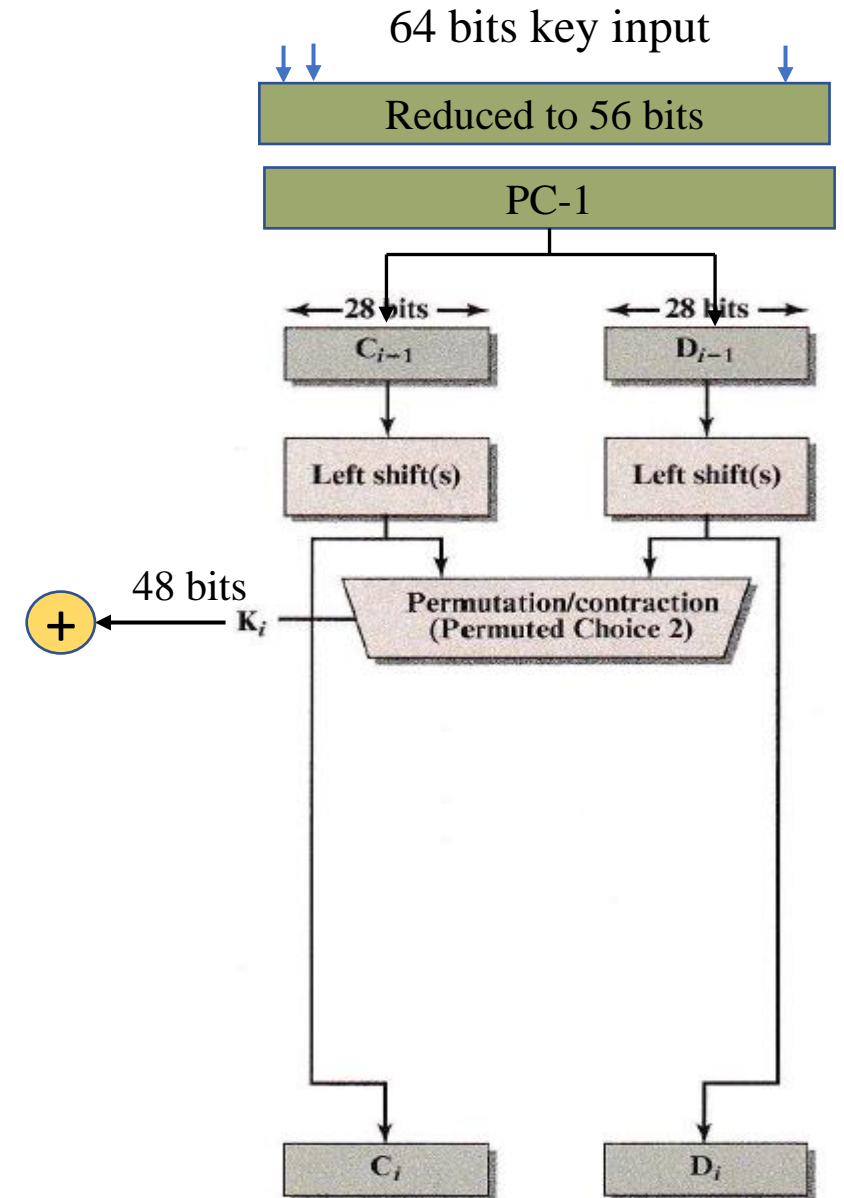 64 bits key input
Reduced to 56 bits
PC-1
28 bits
28 bits
Cᵢ₋₁
Dᵢ₋₁
Left shift(s)
Left shift(s)
48 bits
+
Kᵢ
Permutation/contraction
(Permuted Choice 2)
Cᵢ
Dᵢ